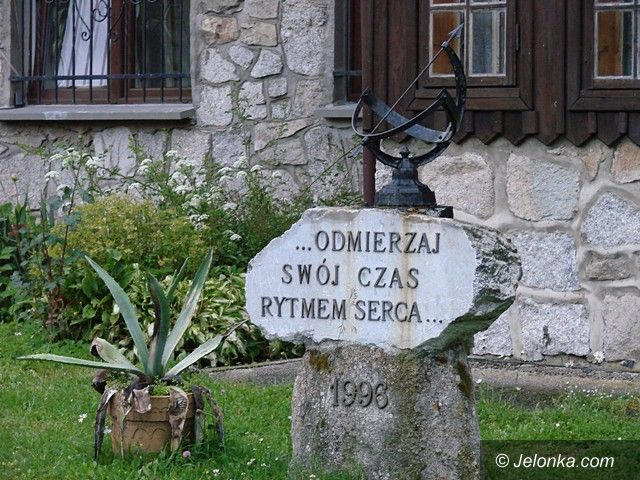 ...ODMIERZAJ
SWÓJ CZAS
RYTMEM SERCA...
1996
© Jelonka.com